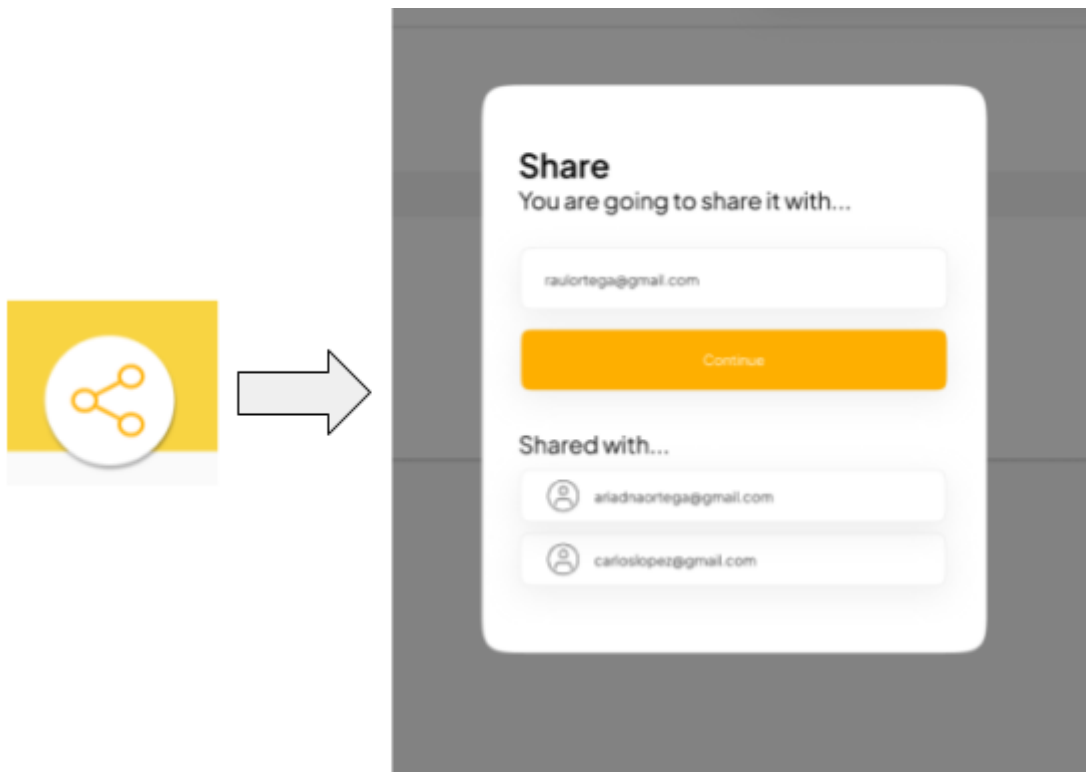 Share
You are going to share it with...
raulortega@gmail.com
Continue
Shared with...
ariadnaortega@gmail.com
carloslopez@gmail.com